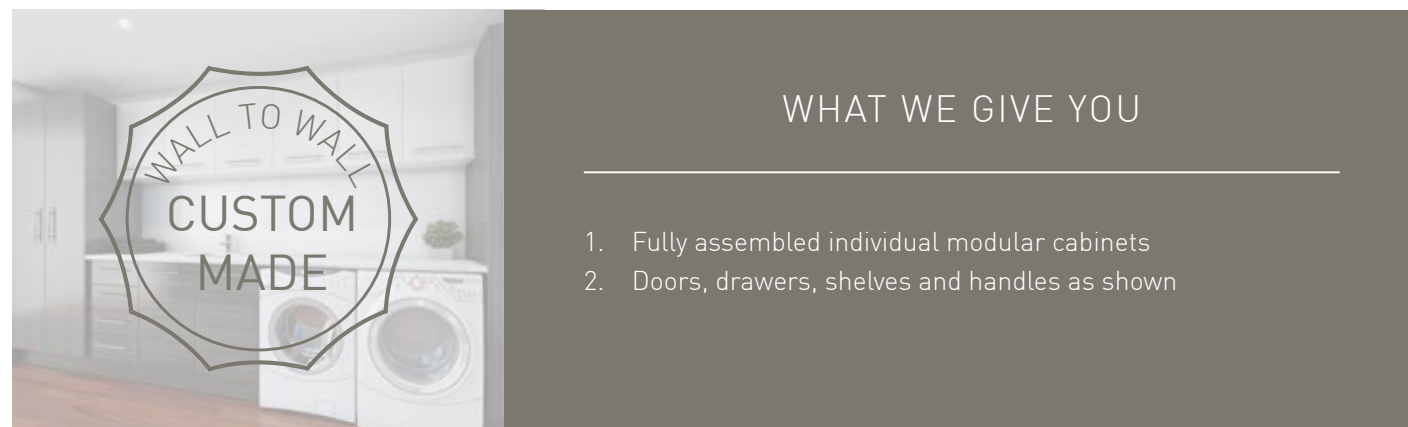 WALL TO WALL
CUSTOM
MADE
WHAT WE GIVE YOU
1. Fully assembled individual modular cabinets
2. Doors, drawers, shelves and handles as shown